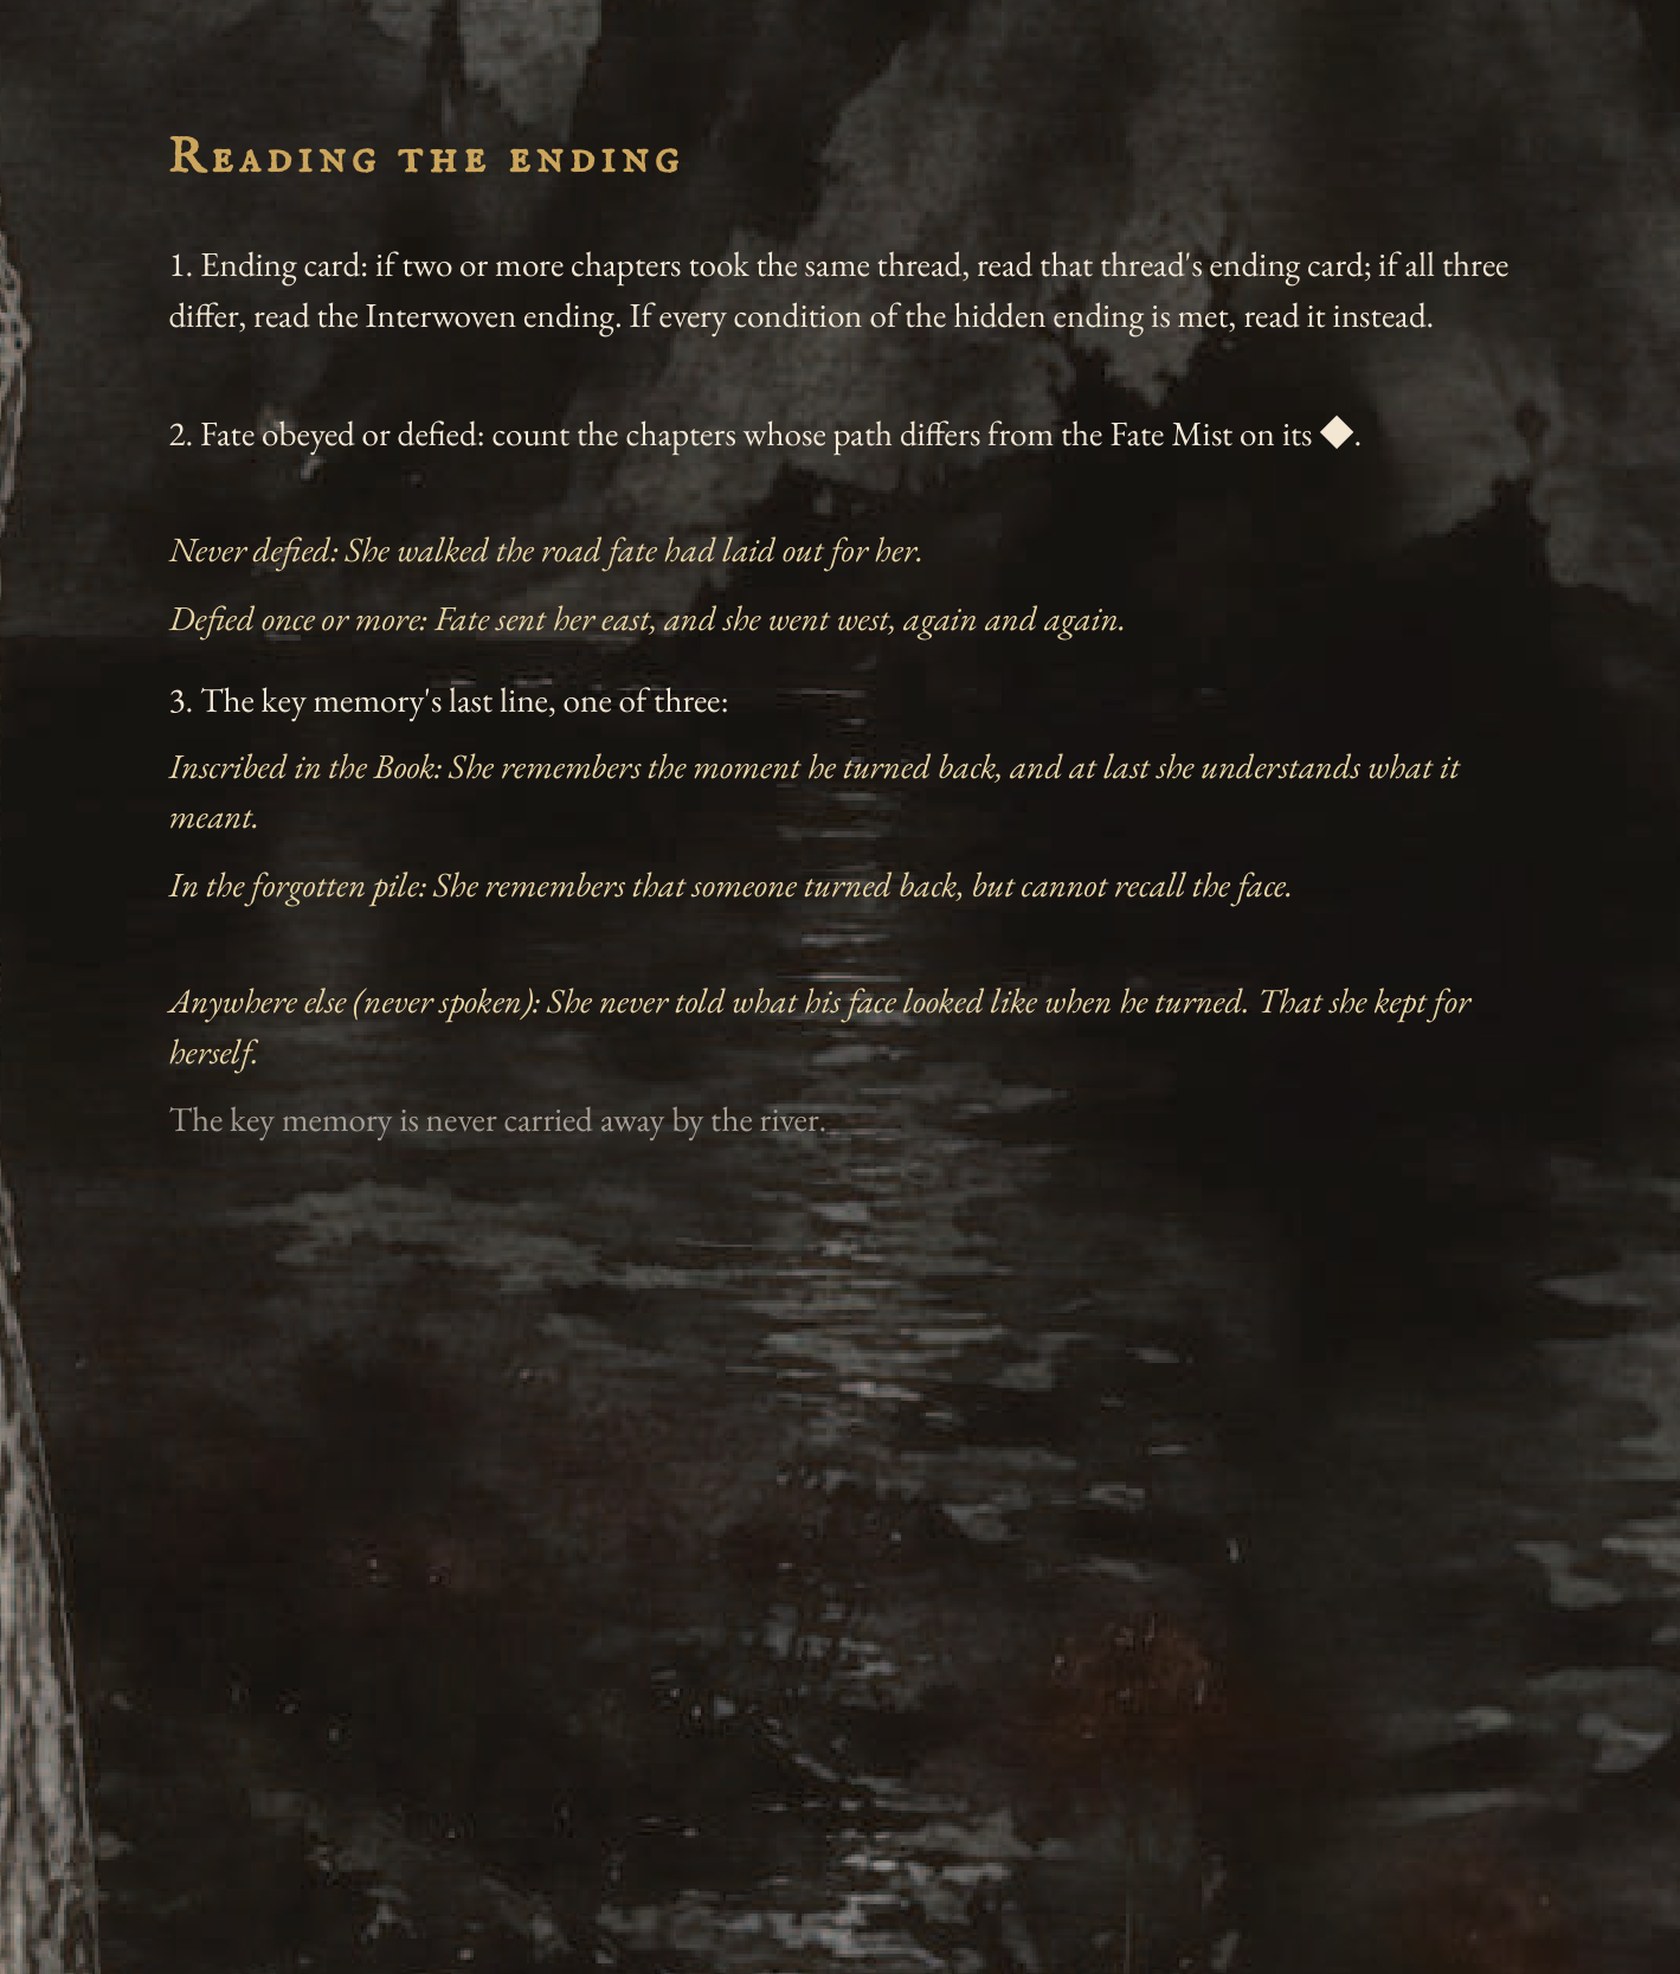 Reading the ending
1. Ending card: if two or more chapters took the same thread, read that thread's ending card; if all three
differ, read the Interwoven ending. If every condition of the hidden ending is met, read it instead.
2. Fate obeyed or defied: count the chapters whose path differs from the Fate Mist on its ◆.
Never defied: She walked the road fate had laid out for her.
Defied once or more: Fate sent her east, and she went west, again and again.
3. The key memory's last line, one of three:
Inscribed in the Book: She remembers the moment he turned back, and at last she understands what it
meant.
In the forgotten pile: She remembers that someone turned back, but cannot recall the face.
Anywhere else (never spoken): She never told what his face looked like when he turned. That she kept for
herself.
The key memory is never carried away by the river.